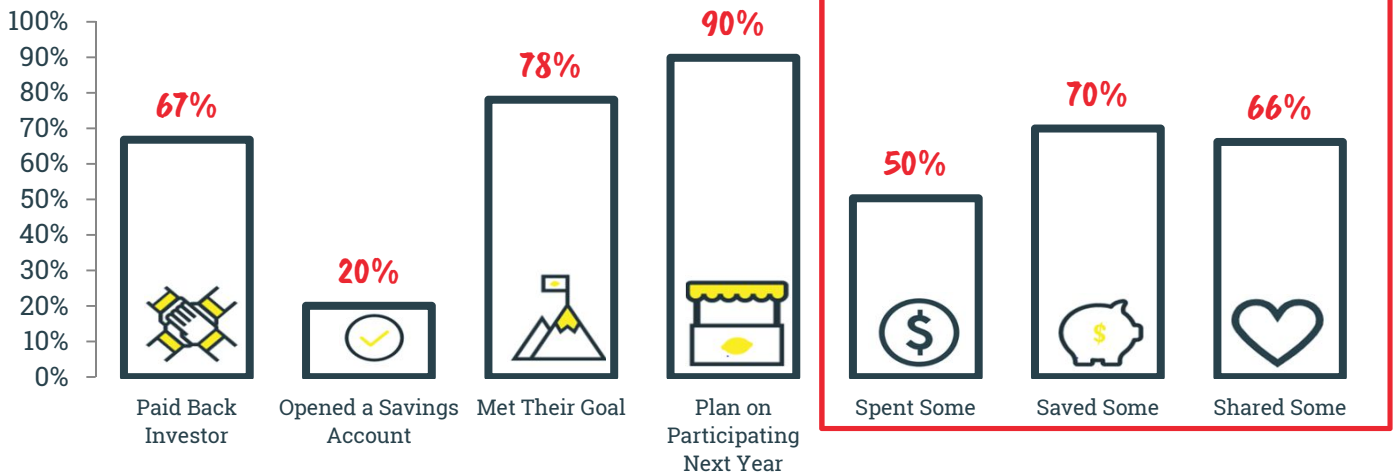 100%
90%
80%
70%
60%
50%
40%
30%
20%
10%
0%
67%
20%
78%
90%
50%
70%
66%
$
$
Paid Back
Investor
Opened a Savings
Account
Met Their Goal
Plan on
Participating
Next Year
Spent Some
Saved Some
Shared Some